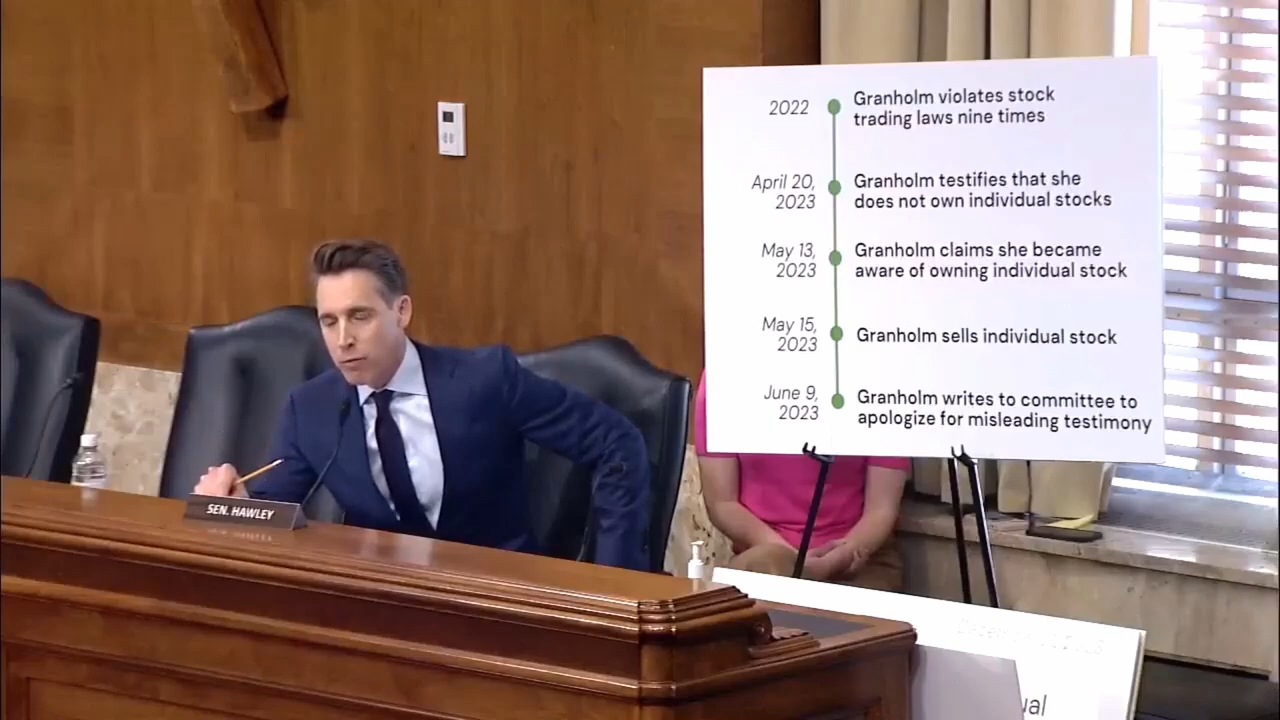 2022
Granholm violates stock
trading laws nine times
April 20,
2023
Granholm testifies that she
does not own individual stocks
May 13,
2023
Granholm claims she became
aware of owning individual stock
May 15,
2023
Granholm sells individual stock
June 9,
2023
Granholm writes to committee to
apologize for misleading testimony
SEN. HAWLEY